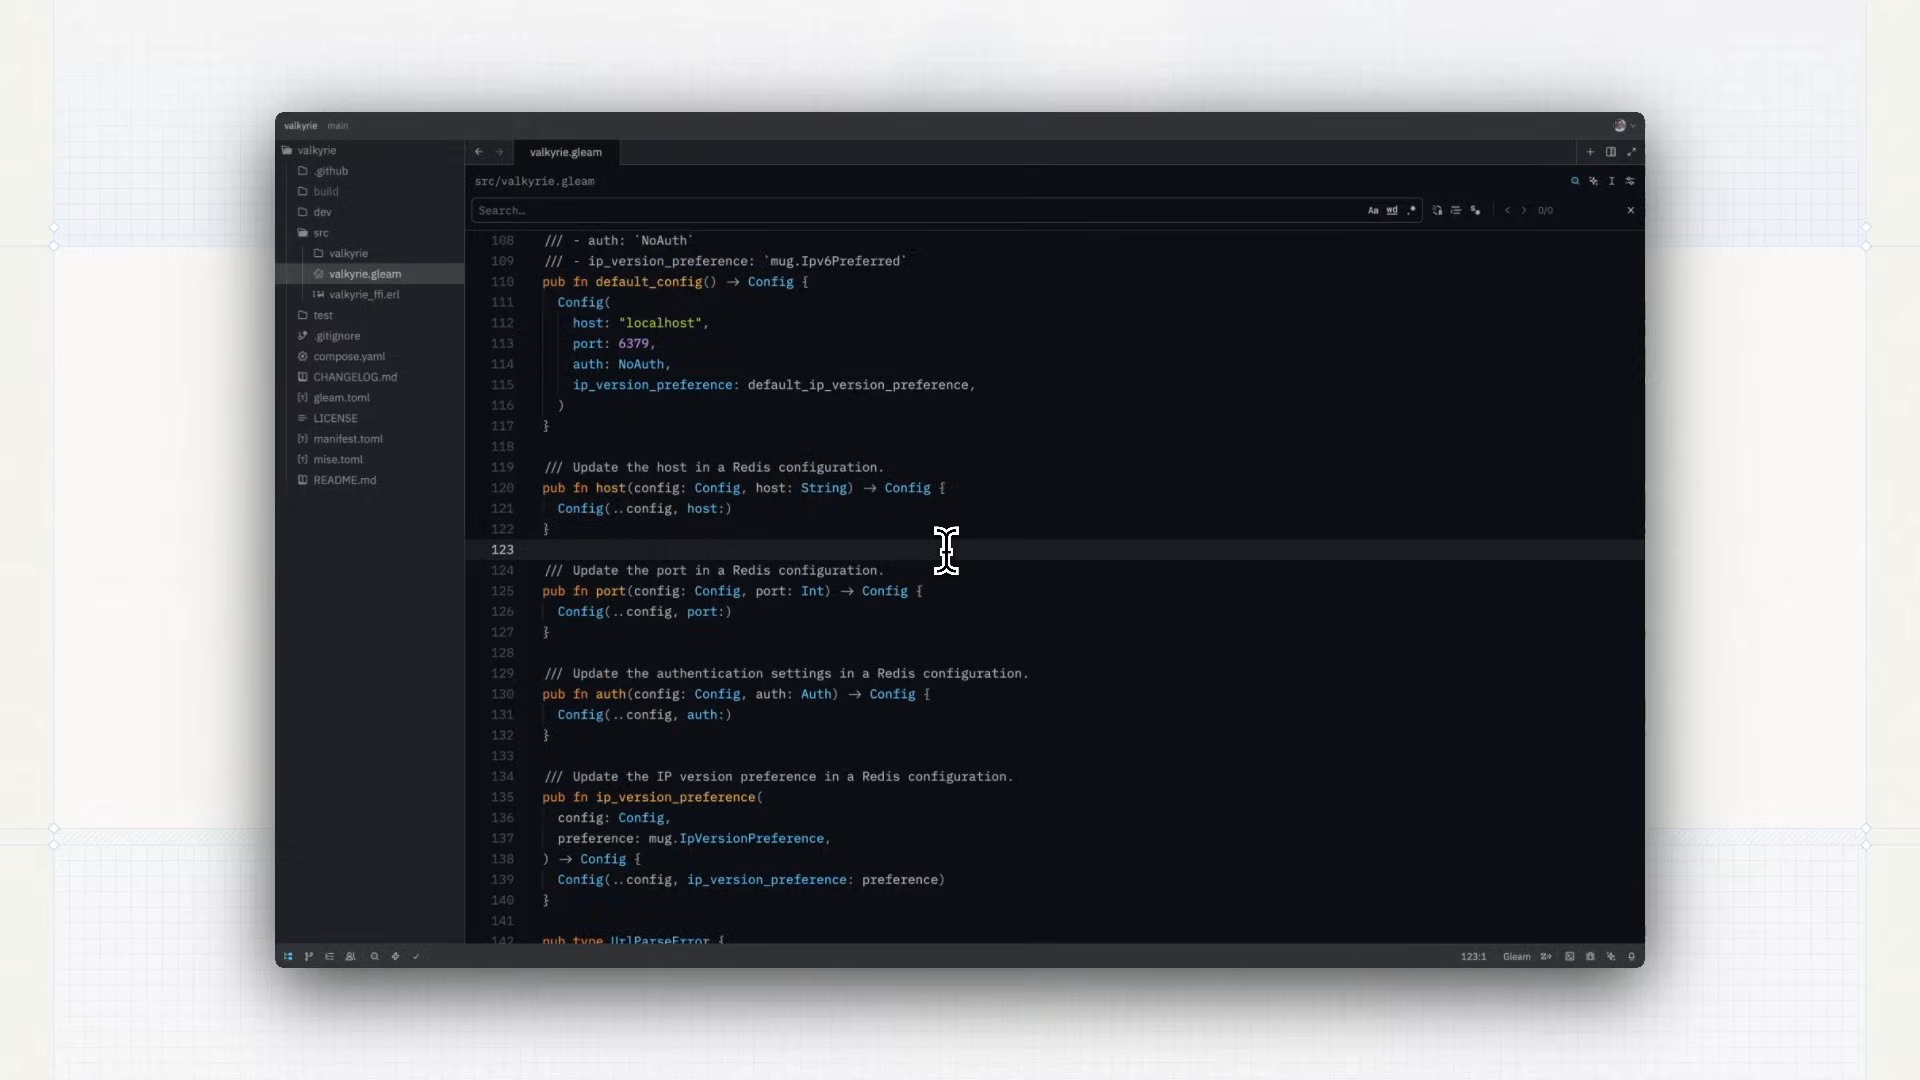 valkyrie main
valkyrie
.github
build
dev
src
valkyrie
valkyrie.gleam
valkyrie_ffi.erl
test
.gitignore
compose.yaml
CHANGELOG.md
gleam.toml
LICENSE
manifest.toml
mise.toml
README.md
valkyrie.gleam
src/valkyrie.gleam
Search… Aa wd .* 0/0
108 /// - auth: `NoAuth`
109 /// - ip_version_preference: `mug.Ipv6Preferred`
110 pub fn default_config() → Config {
111 Config(
112 host: "localhost",
113 port: 6379,
114 auth: NoAuth,
115 ip_version_preference: default_ip_version_preference,
116 )
117 }
118
119 /// Update the host in a Redis configuration.
120 pub fn host(config: Config, host: String) → Config {
121 Config(..config, host:)
122 }
123
124 /// Update the port in a Redis configuration.
125 pub fn port(config: Config, port: Int) → Config {
126 Config(..config, port:)
127 }
128
129 /// Update the authentication settings in a Redis configuration.
130 pub fn auth(config: Config, auth: Auth) → Config {
131 Config(..config, auth:)
132 }
133
134 /// Update the IP version preference in a Redis configuration.
135 pub fn ip_version_preference(
136 config: Config,
137 preference: mug.IpVersionPreference,
138 ) → Config {
139 Config(..config, ip_version_preference: preference)
140 }
141
142 pub type UrlParseError {
123:1 Gleam